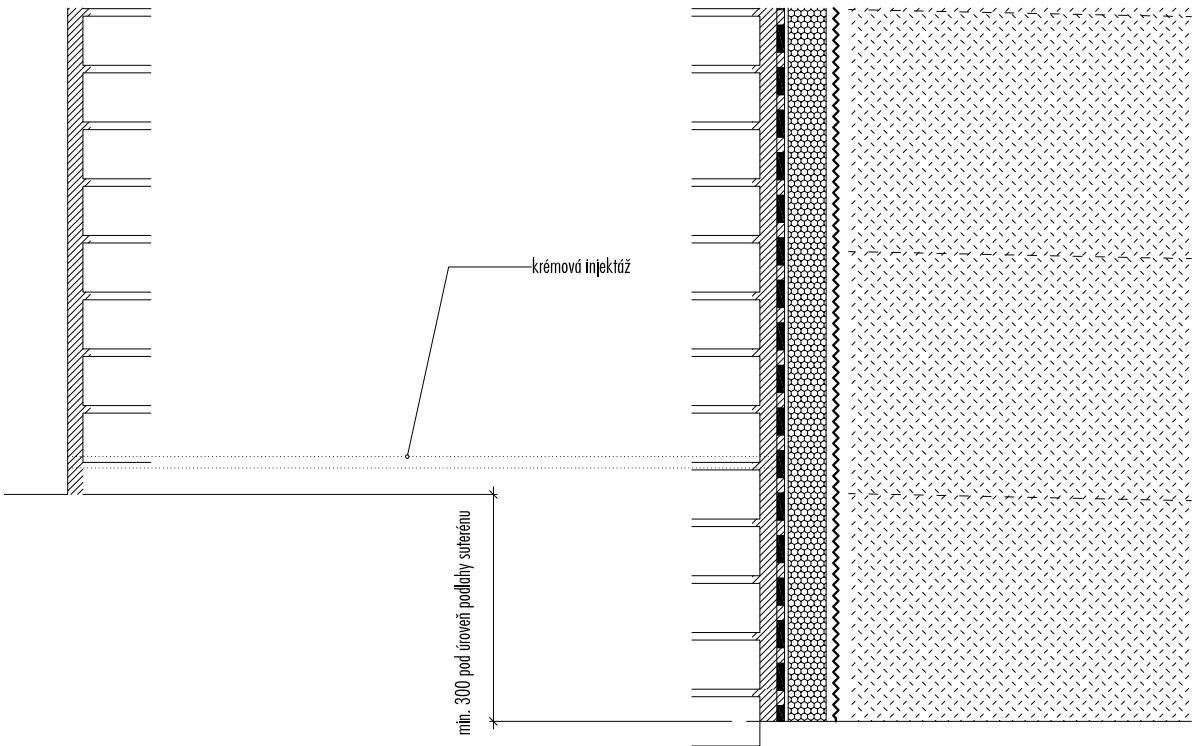 krémová injektáž
min. 300 pod úroveň podlahy suterénu